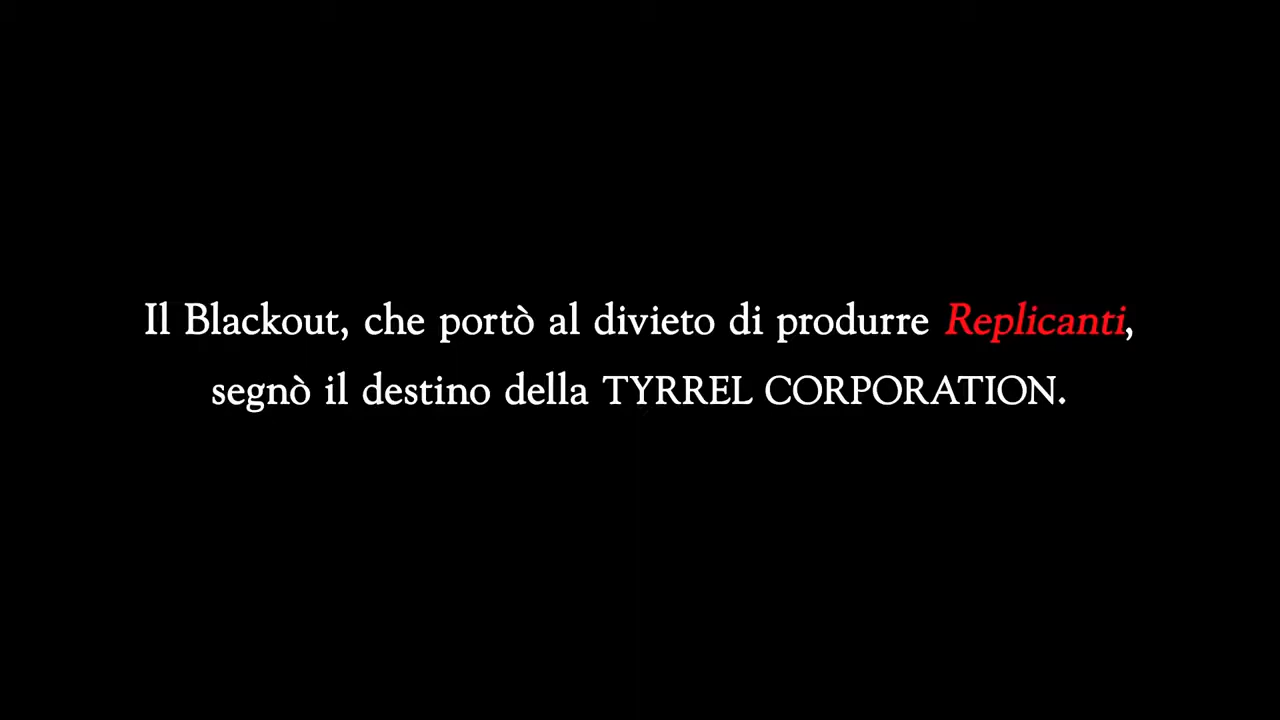 Il Blackout, che portò al divieto di produrre Replicanti,
segnò il destino della TYRREL CORPORATION.